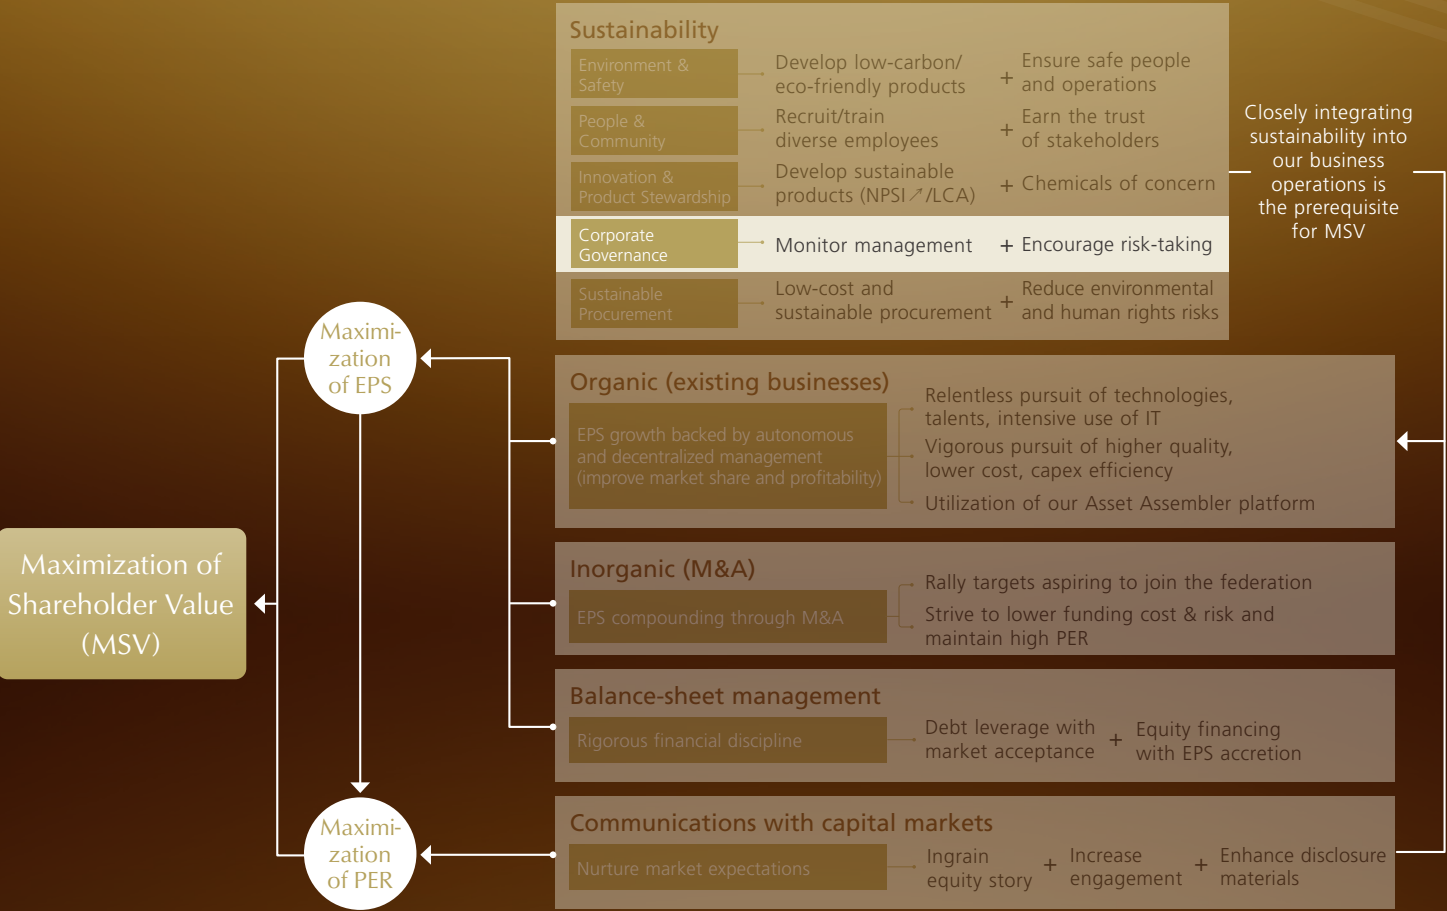 Sustainability
Environment &
Safety
Develop low-carbon/
eco-friendly products
+ Ensure safe people
and operations
People &
Community
Recruit/train
diverse employees
+ Earn the trust
of stakeholders
Innovation &
Product Stewardship
Develop sustainable
products (NPSI↗/LCA)
+ Chemicals of concern
Corporate
Governance
Monitor management
+ Encourage risk-taking
Sustainable
Procurement
Low-cost and
sustainable procurement
+ Reduce environmental
and human rights risks
Closely integrating
sustainability into
our business
operations is
the prerequisite
for MSV
Maximi-
zation
of EPS
Organic (existing businesses)
EPS growth backed by autonomous
and decentralized management
(improve market share and profitability)
Relentless pursuit of technologies,
talents, intensive use of IT
Vigorous pursuit of higher quality,
lower cost, capex efficiency
Utilization of our Asset Assembler platform
Maximization of
Shareholder Value
(MSV)
Inorganic (M&A)
EPS compounding through M&A
Rally targets aspiring to join the federation
Strive to lower funding cost & risk and
maintain high PER
Balance-sheet management
Rigorous financial discipline
Debt leverage with
market acceptance
+ Equity financing
with EPS accretion
Maximi-
zation
of PER
Communications with capital markets
Nurture market expectations
Ingrain
equity story
+ Increase
engagement
+ Enhance disclosure
materials